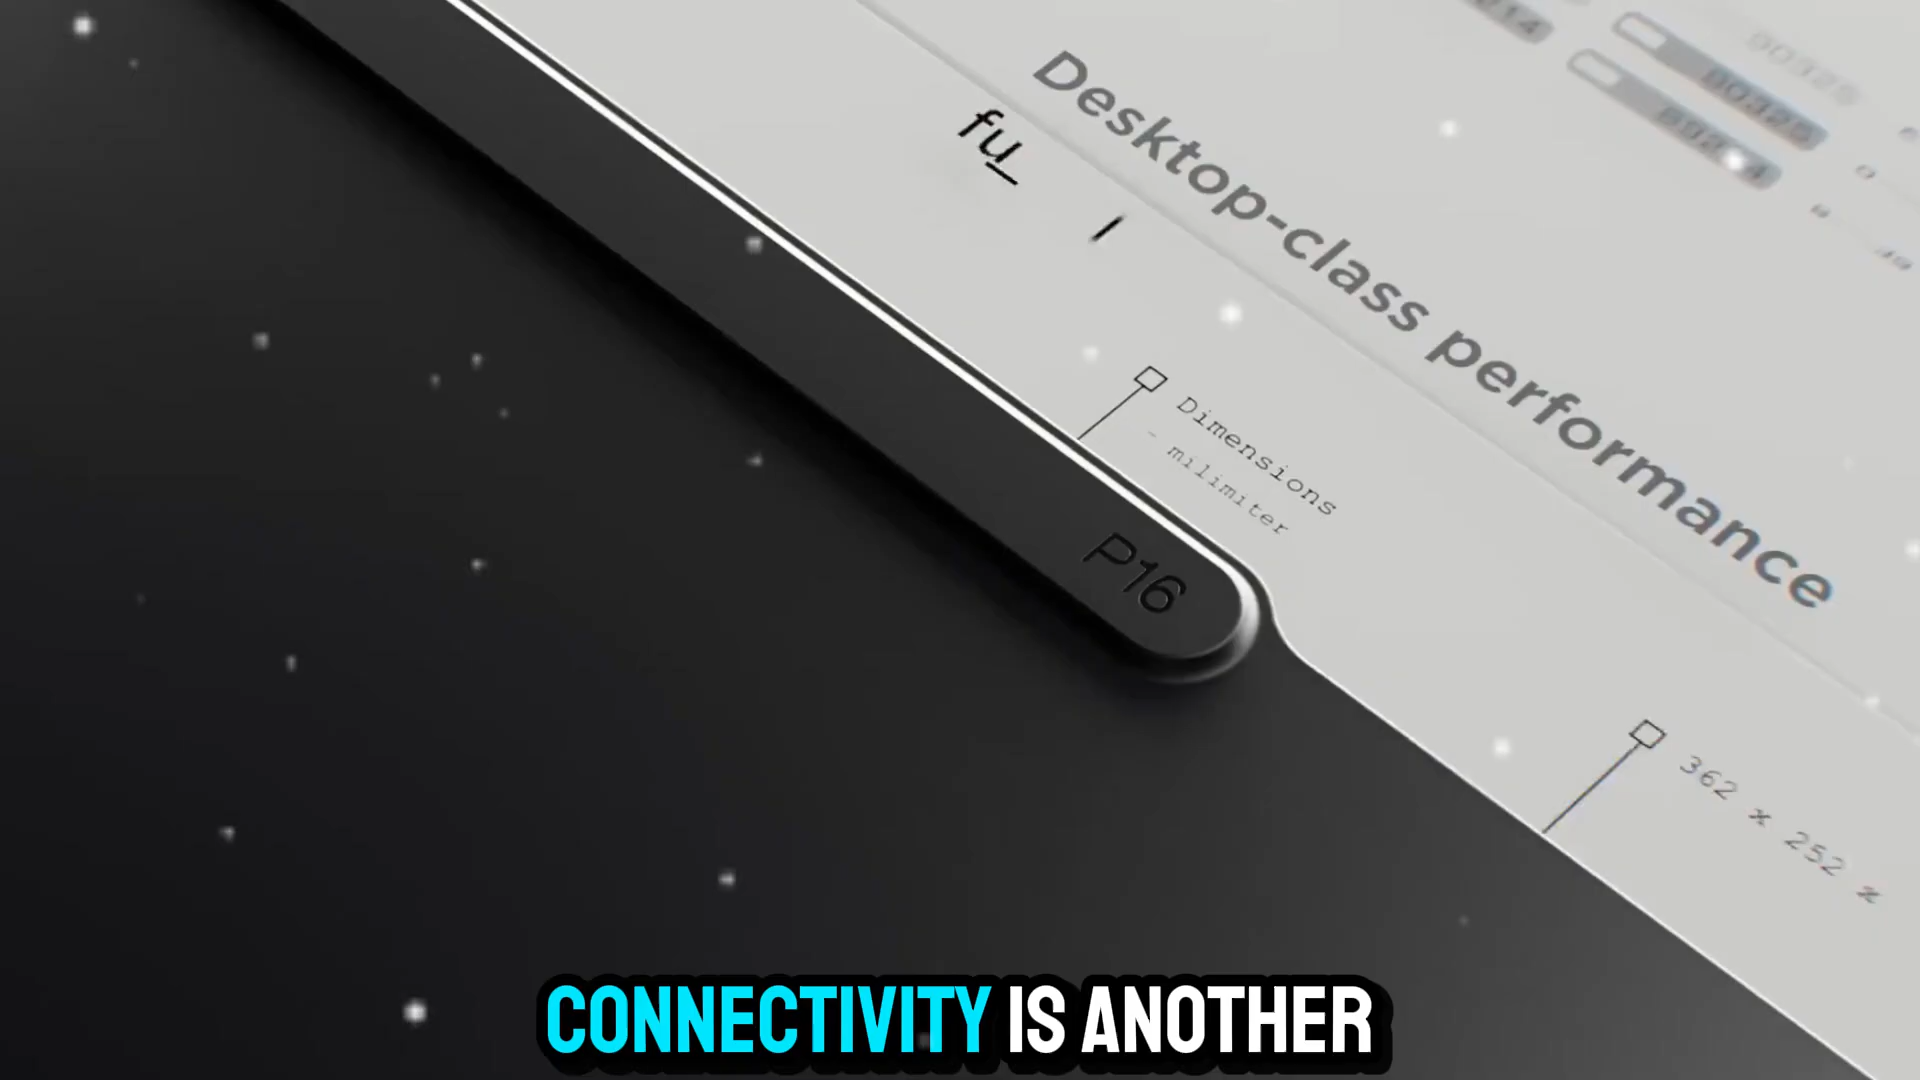 Desktop-class performance
fu_
Dimensions
- milimiter
P16
362 x 252 x
CONNECTIVITY IS ANOTHER